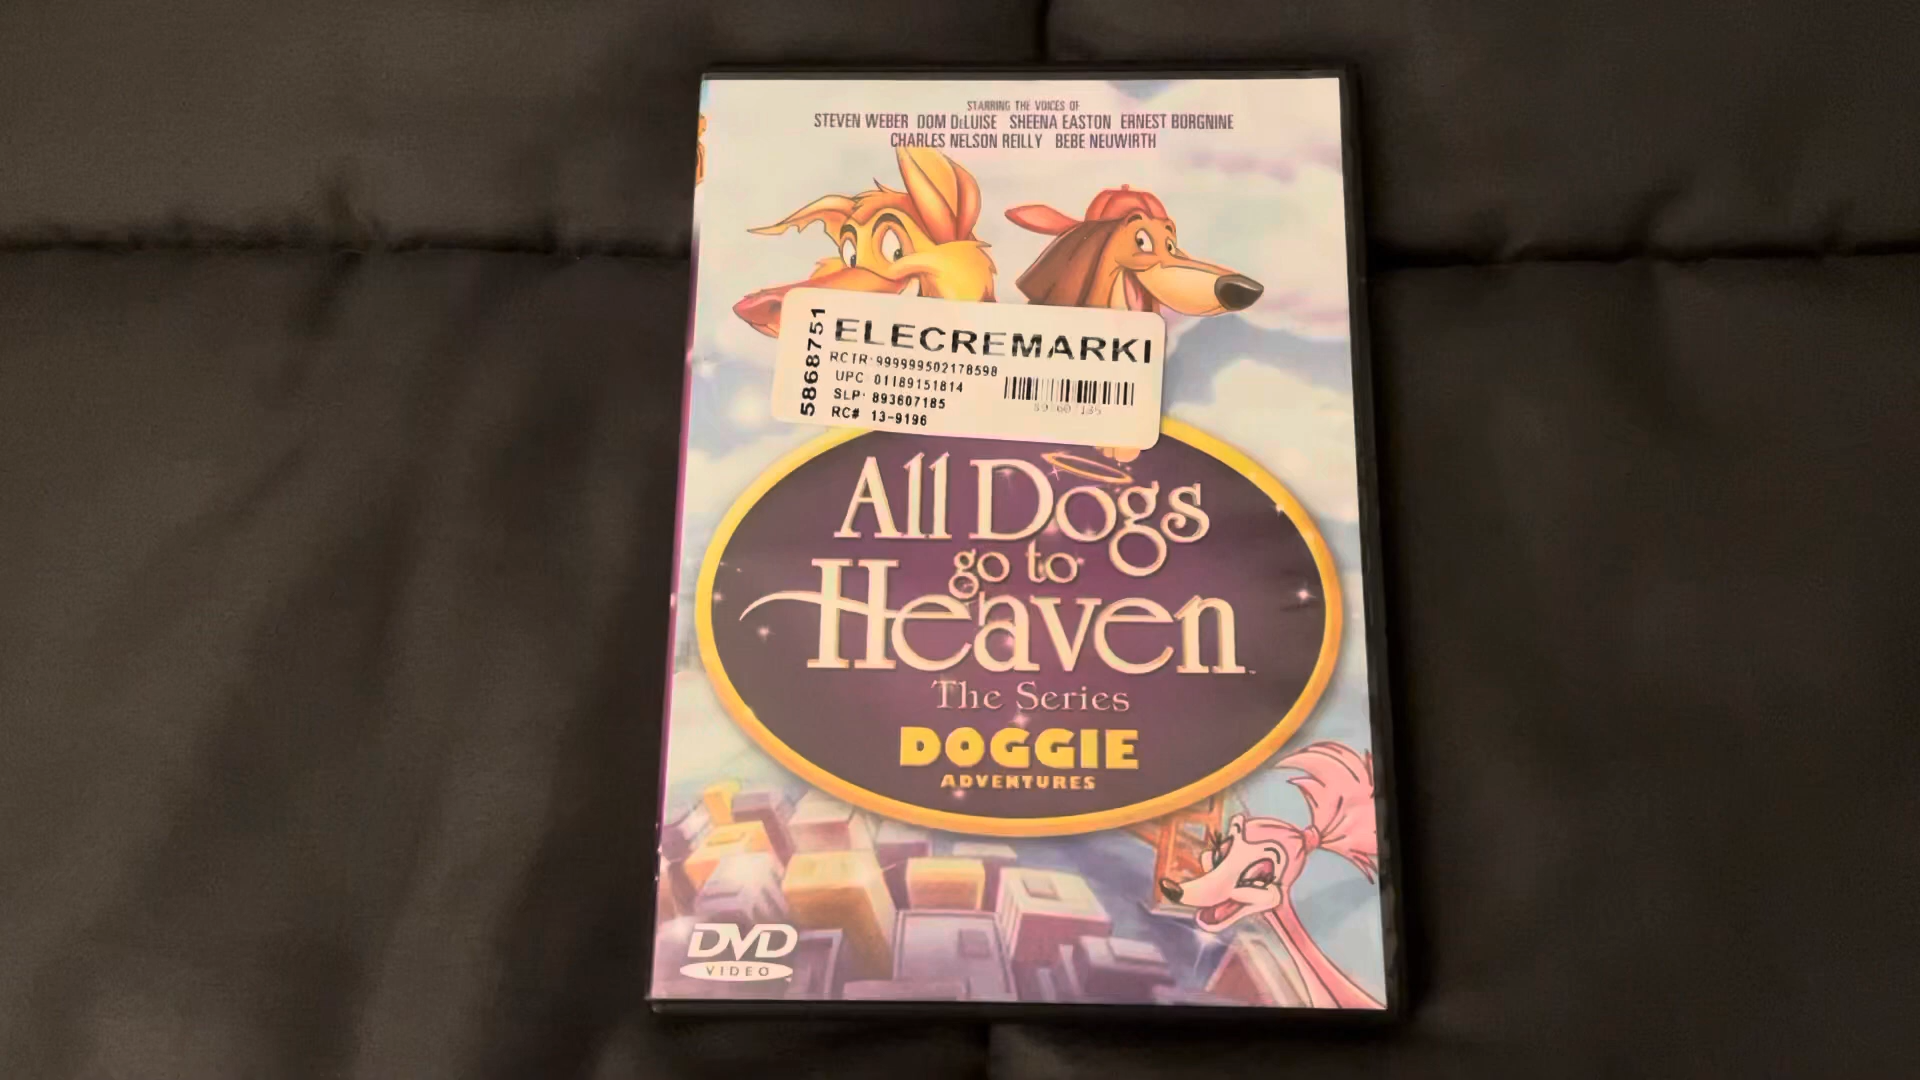 STARRING THE VOICES OF
STEVEN WEBER DOM DELUISE SHEENA EASTON ERNEST BORGNINE
CHARLES NELSON REILLY BEBE NEUWIRTH
5868751
ELECREMARKI
RCTR: 999999502178598
UPC 01189151814
SLP: 893607185
RC# 13-9196
All Dogs
go to
Heaven
The Series
DOGGIE
ADVENTURES
DVD
VIDEO